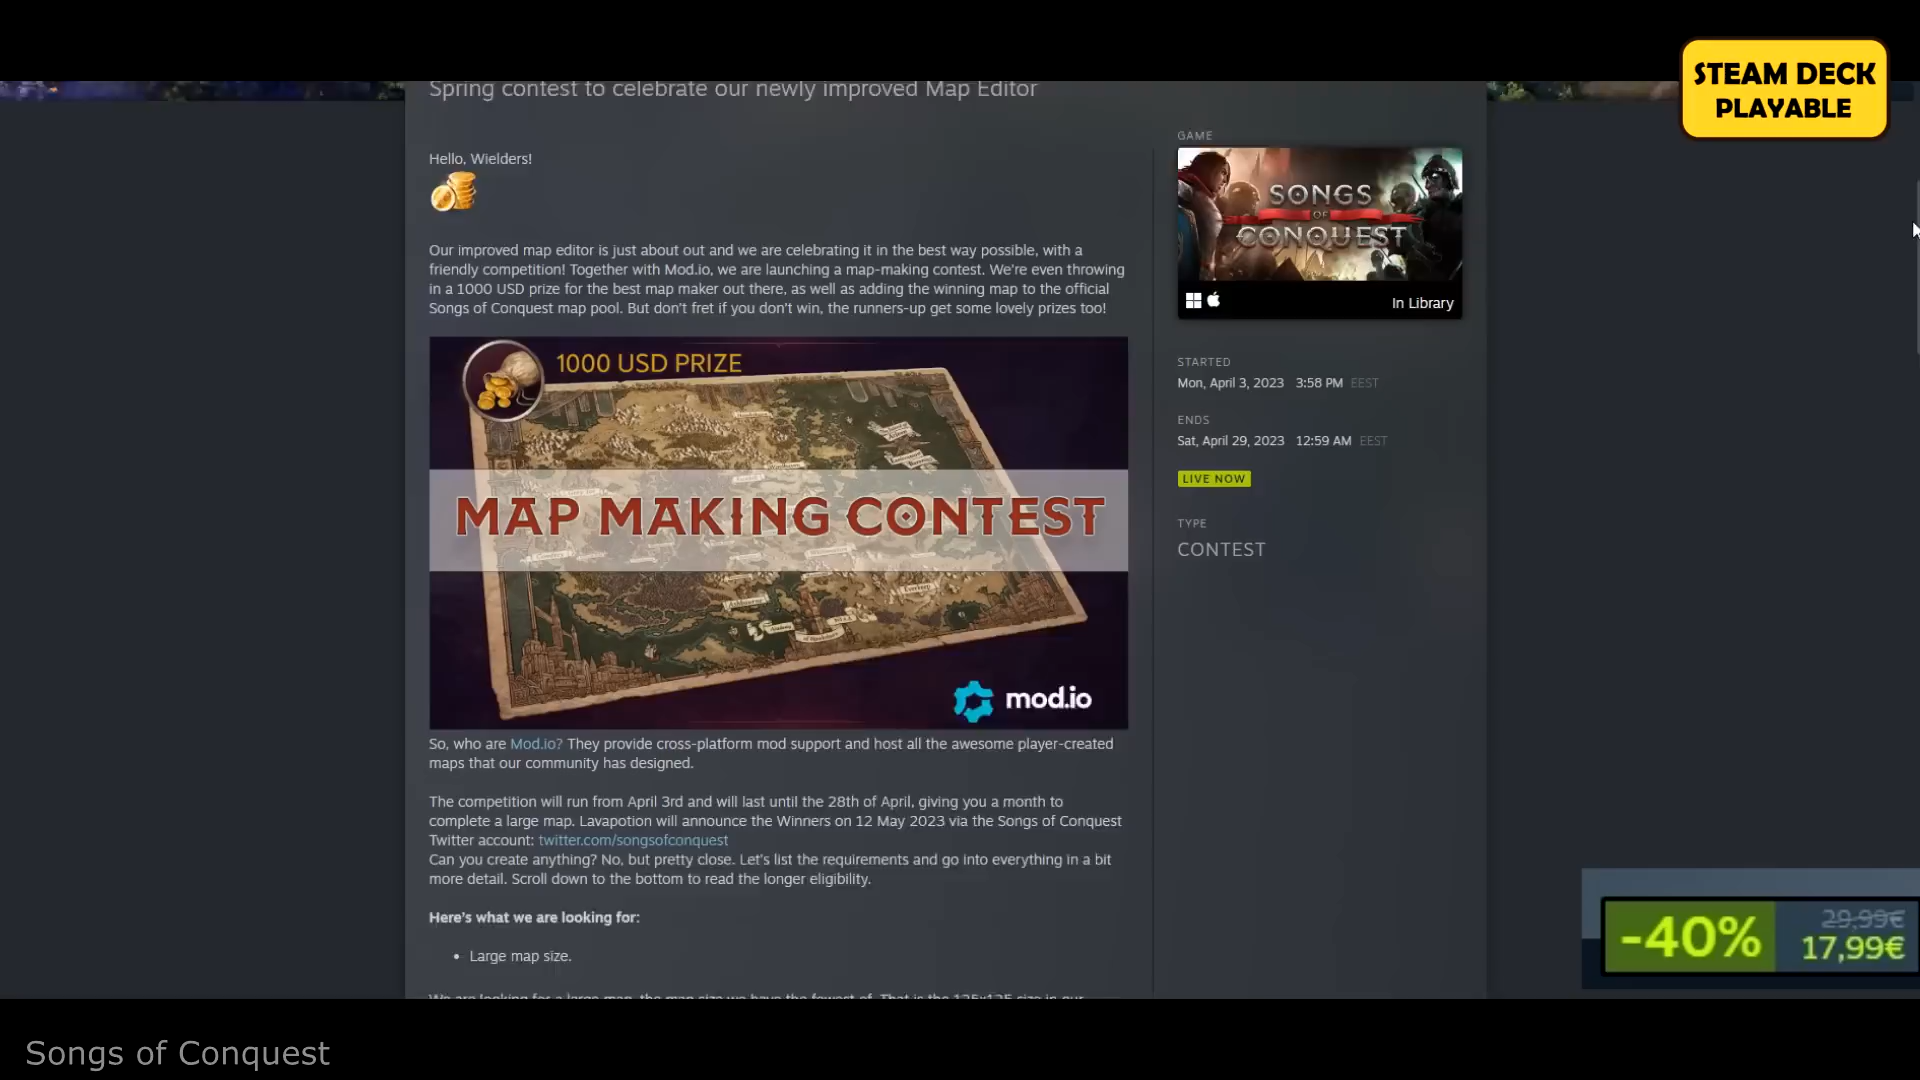 STEAM DECK
PLAYABLE
Spring contest to celebrate our newly improved Map Editor
Hello, Wielders!
Our improved map editor is just about out and we are celebrating it in the best way possible, with a
friendly competition! Together with Mod.io, we are launching a map-making contest. We're even throwing
in a 1000 USD prize for the best map maker out there, as well as adding the winning map to the official
Songs of Conquest map pool. But don't fret if you don't win, the runners-up get some lovely prizes too!
1000 USD PRIZE
MAP MAKING CONTEST
mod.io
So, who are Mod.io? They provide cross-platform mod support and host all the awesome player-created
maps that our community has designed.
The competition will run from April 3rd and will last until the 28th of April, giving you a month to
complete a large map. Lavapotion will announce the Winners on 12 May 2023 via the Songs of Conquest
Twitter account: twitter.com/songsofconquest
Can you create anything? No, but pretty close. Let's list the requirements and go into everything in a bit
more detail. Scroll down to the bottom to read the longer eligibility.
Here's what we are looking for:
• Large map size.
GAME
SONGS
OF
CONQUEST
In Library
STARTED
Mon, April 3, 2023 3:58 PM EEST
ENDS
Sat, April 29, 2023 12:59 AM EEST
LIVE NOW
TYPE
CONTEST
-40%
29,99€
17,99€
Songs of Conquest